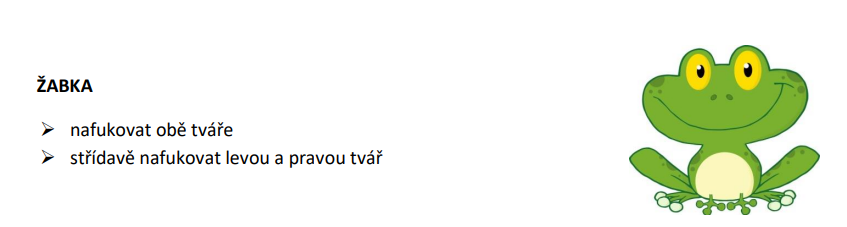 ŽABKA
➢ nafukovat obě tváře
➢ střídavě nafukovat levou a pravou tvář